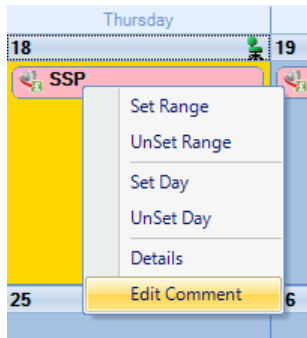 Thursday
18 19
SSP
Set Range
UnSet Range
Set Day
UnSet Day
Details
Edit Comment
25 6